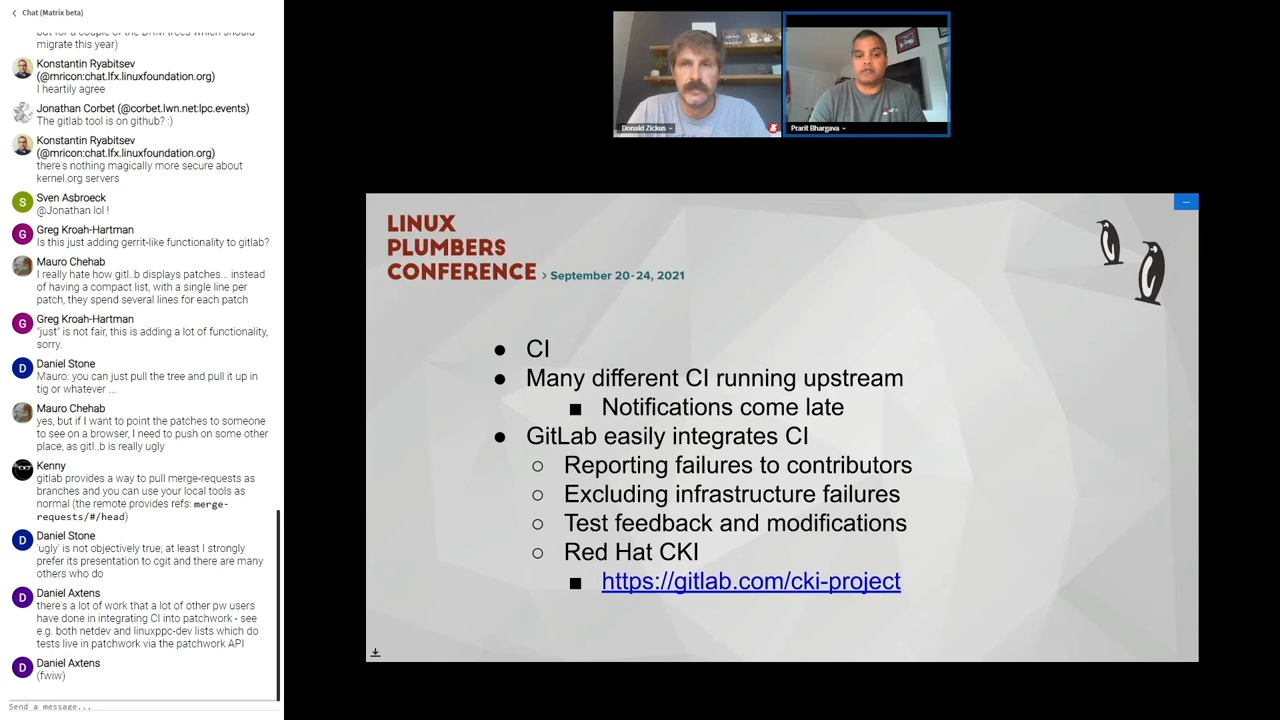 Chat (Matrix beta)
but for a couple of the DRM trees which should
migrate this year)
Konstantin Ryabitsev
(@mricon:chat.lfx.linuxfoundation.org)
I heartily agree
Jonathan Corbet (@corbet.lwn.net:lpc.events)
The gitlab tool is on github? :)
Konstantin Ryabitsev
(@mricon:chat.lfx.linuxfoundation.org)
there's nothing magically more secure about
kernel.org servers
S
Sven Asbroeck
@Jonathan lol !
G
Greg Kroah-Hartman
Is this just adding gerrit-like functionality to gitlab?
Mauro Chehab
I really hate how gitl..b displays patches... instead
of having a compact list, with a single line per
patch, they spend several lines for each patch
G
Greg Kroah-Hartman
"just" is not fair, this is adding a lot of functionality,
sorry.
D
Daniel Stone
Mauro: you can just pull the tree and pull it up in
tig or whatever ...
Mauro Chehab
yes, but if I want to point the patches to someone
to see on a browser, I need to push on some other
place, as gitl..b is really ugly
Kenny
gitlab provides a way to pull merge-requests as
branches and you can use your local tools as
normal (the remote provides refs: merge-
requests/#/head)
D
Daniel Stone
'ugly' is not objectively true; at least I strongly
prefer its presentation to cgit and there are many
others who do
D
Daniel Axtens
there's a lot of work that a lot of other pw users
have done in integrating CI into patchwork - see
e.g. both netdev and linuxppc-dev lists which do
tests live in patchwork via the patchwork API
D
Daniel Axtens
(fwiw)
Send a message...
Donald Zickus
Prarit Bhargava
LINUX
PLUMBERS
CONFERENCE > September 20-24, 2021
● CI
● Many different CI running upstream
■ Notifications come late
● GitLab easily integrates CI
○ Reporting failures to contributors
○ Excluding infrastructure failures
○ Test feedback and modifications
○ Red Hat CKI
■ https://gitlab.com/cki-project